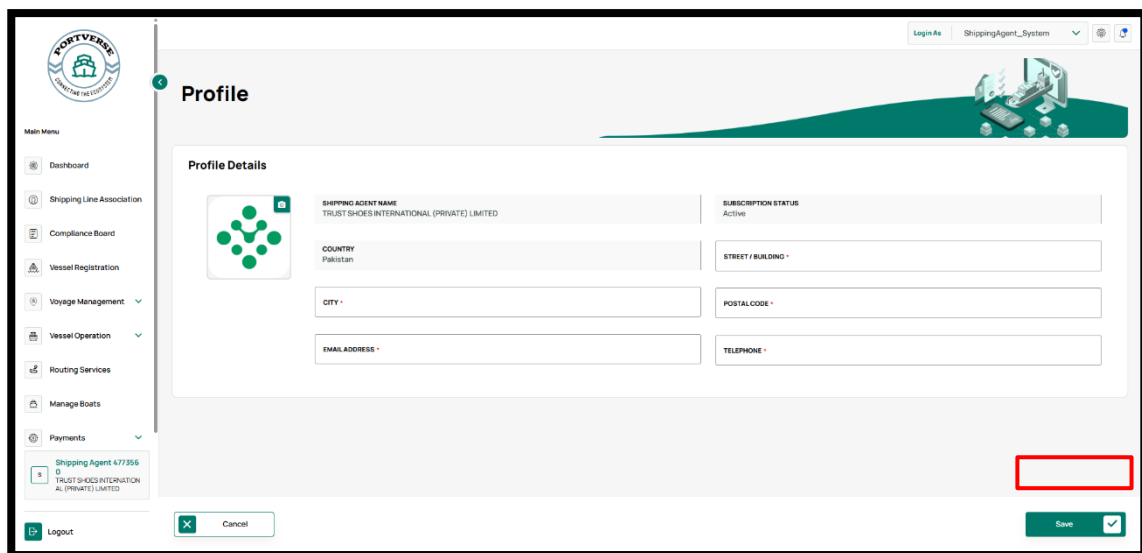 PORTVERSE
CONNECTING THE ECOSYSTEM
Login As ShippingAgent_System
Profile
Main Menu
Dashboard
Shipping Line Association
Compliance Board
Vessel Registration
Voyage Management
Vessel Operation
Routing Services
Manage Boats
Payments
Shipping Agent 477356
0
TRUST SHOES INTERNATION
AL (PRIVATE) LIMITED
S
Logout
Profile Details
SHIPPING AGENT NAME
TRUST SHOES INTERNATIONAL (PRIVATE) LIMITED
SUBSCRIPTION STATUS
Active
COUNTRY
Pakistan
STREET / BUILDING *
CITY *
POSTAL CODE *
EMAIL ADDRESS *
TELEPHONE *
Cancel
Save